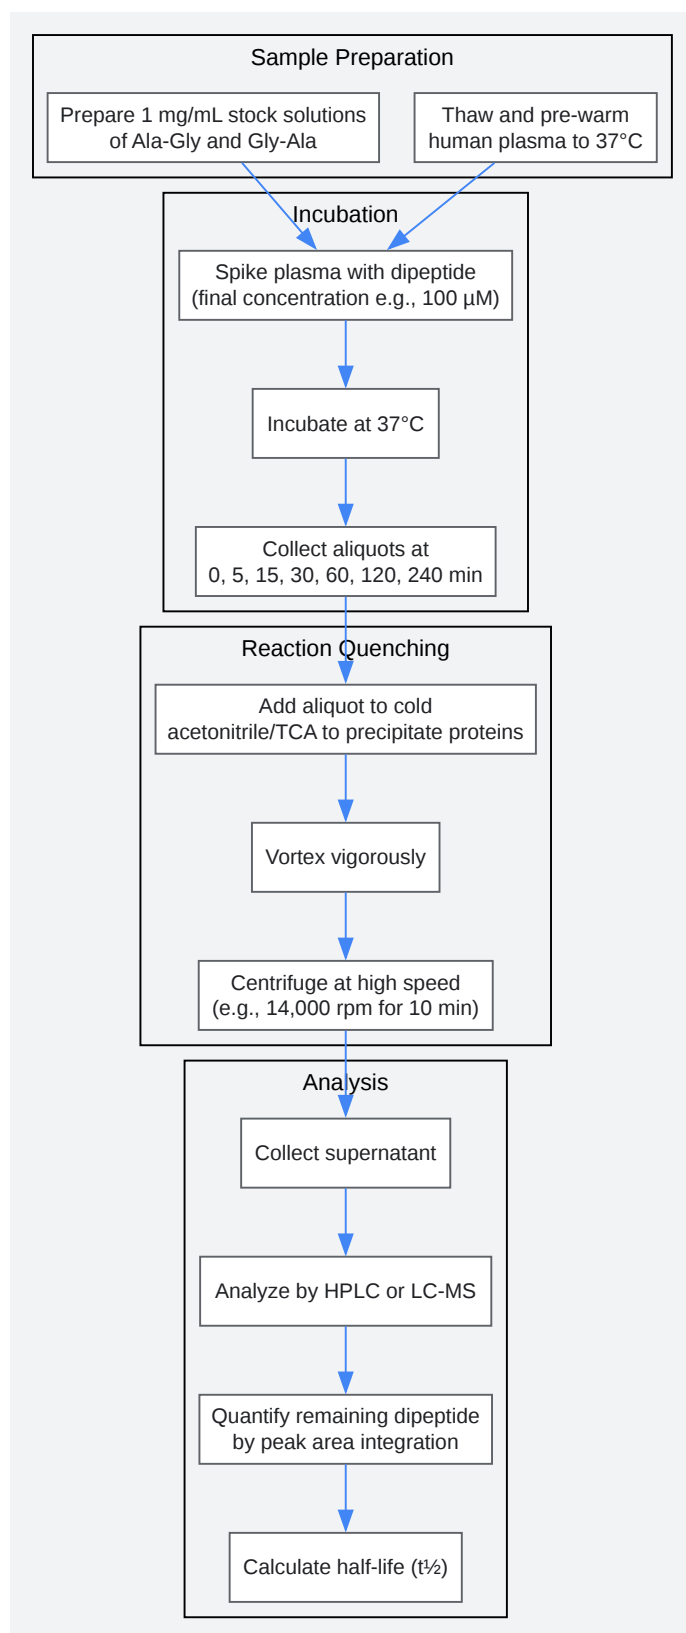 Sample Preparation
Prepare 1 mg/mL stock solutions
of Ala-Gly and Gly-Ala
Thaw and pre-warm
human plasma to 37°C
Incubation
Spike plasma with dipeptide
(final concentration e.g., 100 µM)
Incubate at 37°C
Collect aliquots at
0, 5, 15, 30, 60, 120, 240 min
Reaction Quenching
Add aliquot to cold
acetonitrile/TCA to precipitate proteins
Vortex vigorously
Centrifuge at high speed
(e.g., 14,000 rpm for 10 min)
Analysis
Collect supernatant
Analyze by HPLC or LC-MS
Quantify remaining dipeptide
by peak area integration
Calculate half-life (t½)